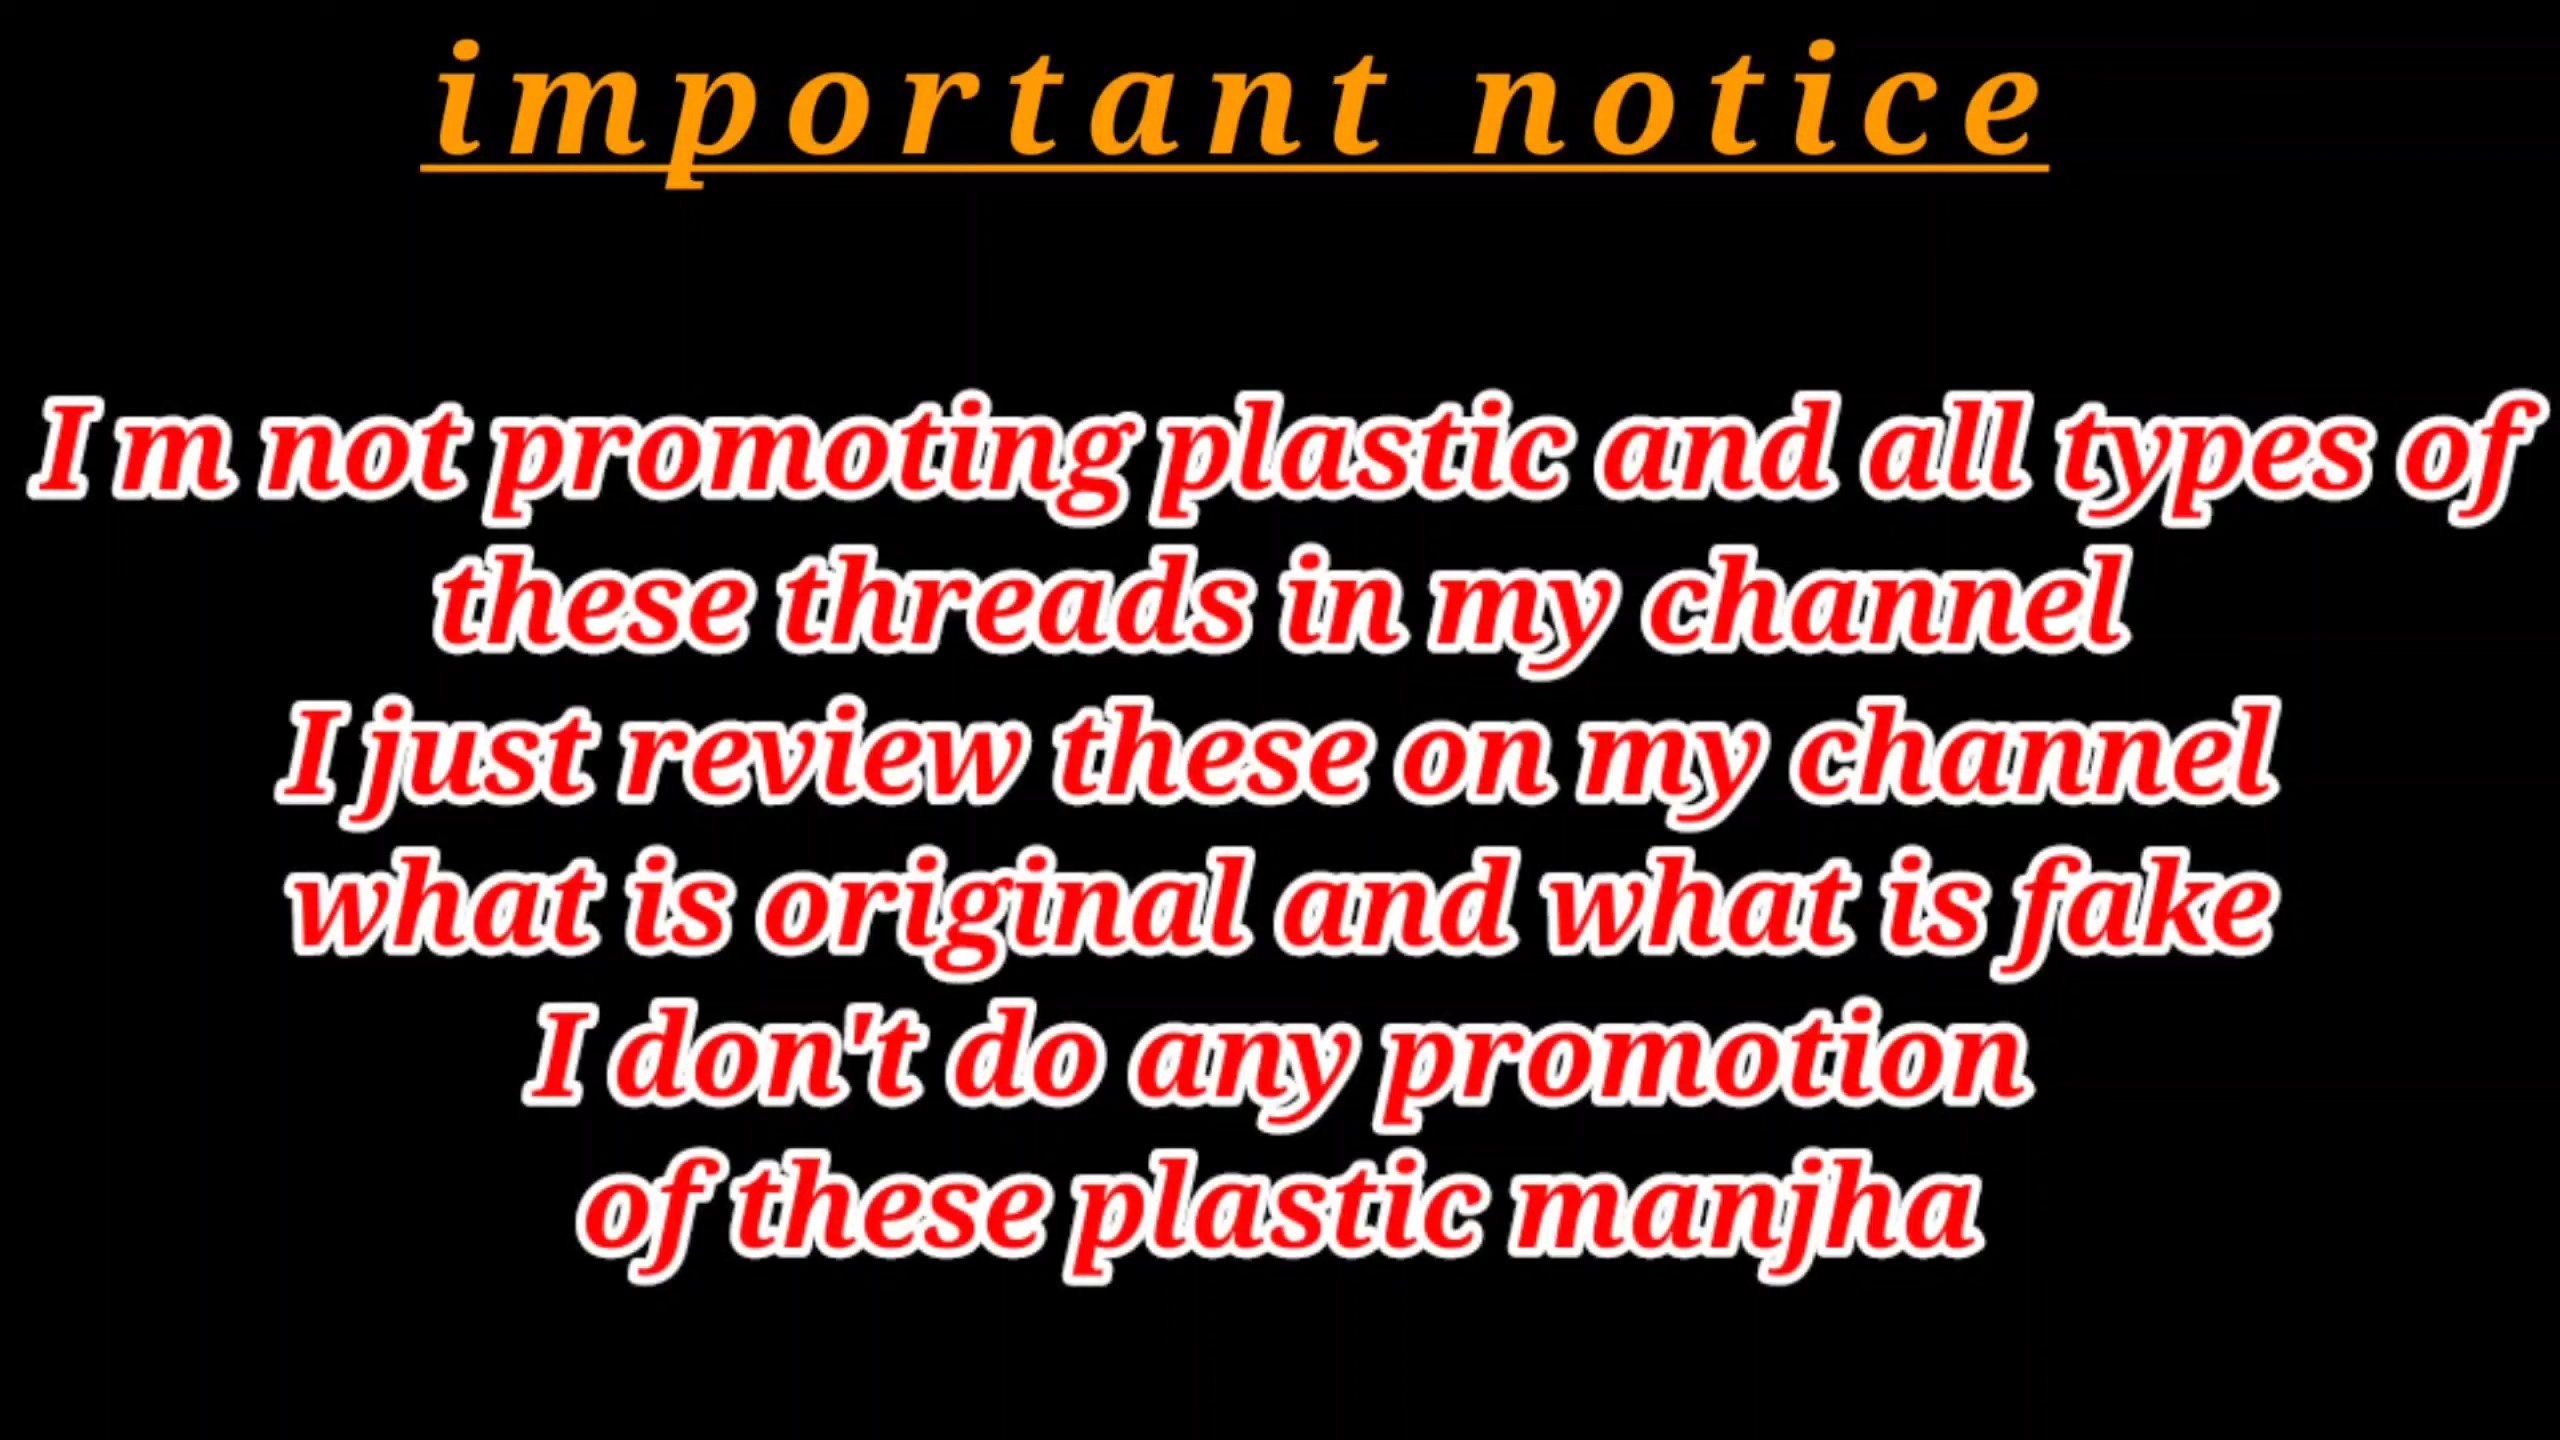 important notice
I m not promoting plastic and all types of
these threads in my channel
I just review these on my channel
what is original and what is fake
I don't do any promotion
of these plastic manjha